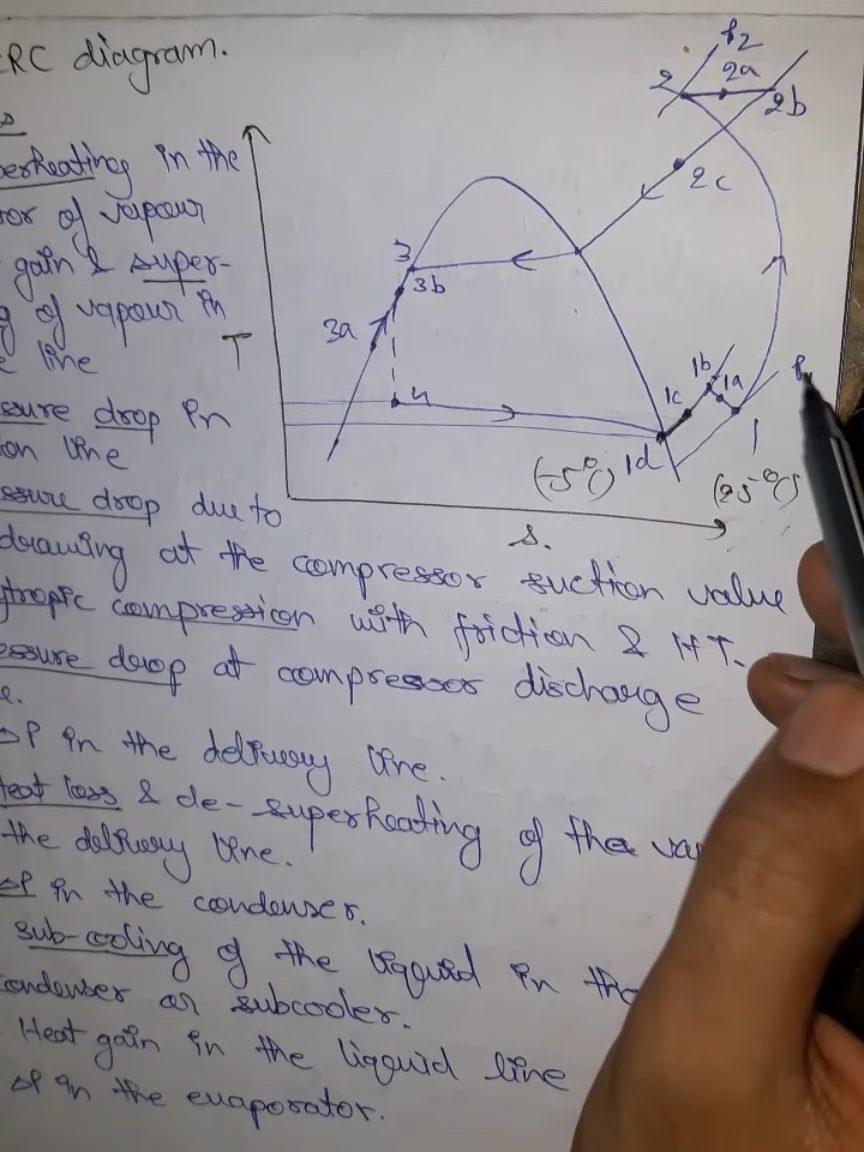 RC diagram.
P2
2a
2
2b
2c
3
3b
3a
T
4
1b
1a
1c
1
1d
(-5°C)
(25°C)
s.
erheating in the
or of vapour
gain & super-
g of vapour in
e line
ssure drop in
ion line
ssure drop due to
drawing at the compressor suction value
tropic compression with friction & HT.
essure drop at compressor discharge
e.
ΔP in the delivery line.
Heat loss & de-superheating of the va
the delivery line.
ΔP in the condenser.
sub-cooling of the liquid in the
condenser or subcooler.
Heat gain in the liquid line
ΔP in the evaporator.